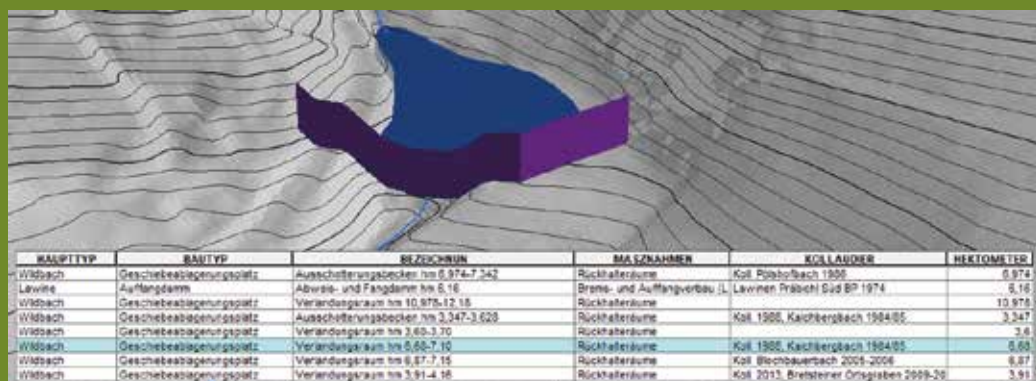 HAUPTTYP BAUTYP BEZEICHNUN MASZNAHMEN KOLLAUDIER HEKTOMETER
Wildbach Geschiebeablagerungsplatz Ausschotterungsbecken hm 6,974-7,342 Rückhalteräume Koll. Pölshofbach 1986 6,974
Lawine Auffangdamm Abweis- und Fangdamm hm 6,16 Brems- und Auffangverbau (L Lawinen Präbichl Süd BP 1974 6,16
Wildbach Geschiebeablagerungsplatz Verlandungsraum hm 10,978-12,18 Rückhalteräume 10,978
Wildbach Geschiebeablagerungsplatz Ausschotterungsbecken hm 3,347-3,628 Rückhalteräume Koll. 1988, Kaichbergbach 1984/85 3,347
Wildbach Geschiebeablagerungsplatz Verlandungsraum hm 3,60-3,70 Rückhalteräume 3,6
Wildbach Geschiebeablagerungsplatz Verlandungsraum hm 6,68-7,10 Rückhalteräume Koll. 1988, Kaichbergbach 1984/85 6,68
Wildbach Geschiebeablagerungsplatz Verlandungsraum hm 6,87-7,15 Rückhalteräume Koll. Blochbauerbach 2005-2006 6,87
Wildbach Geschiebeablagerungsplatz Verlandungsraum hm 3,91-4,16 Rückhalteräume Koll. 2013, Bretsteiner Ortsgraben 2009-20 3,91